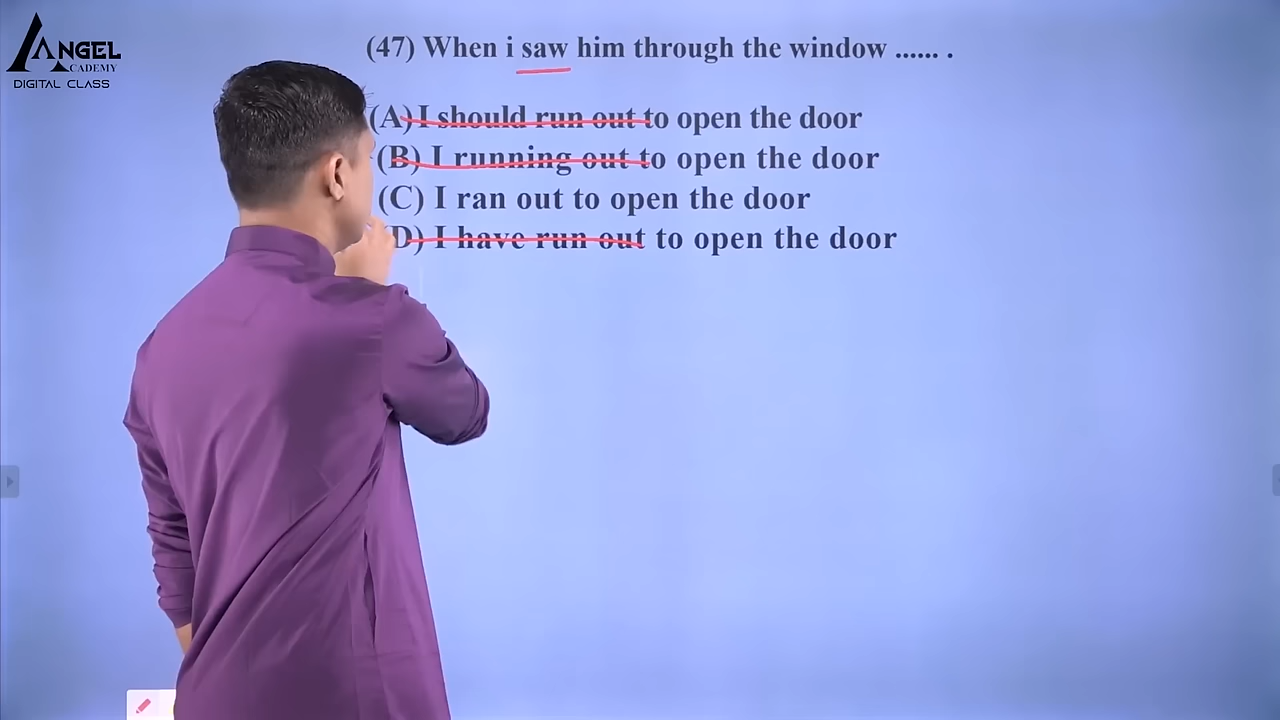 ANGEL
ACADEMY
DIGITAL CLASS
(47) When i saw him through the window ...... .
(A) I should run out to open the door
(B) I running out to open the door
(C) I ran out to open the door
D) I have run out to open the door